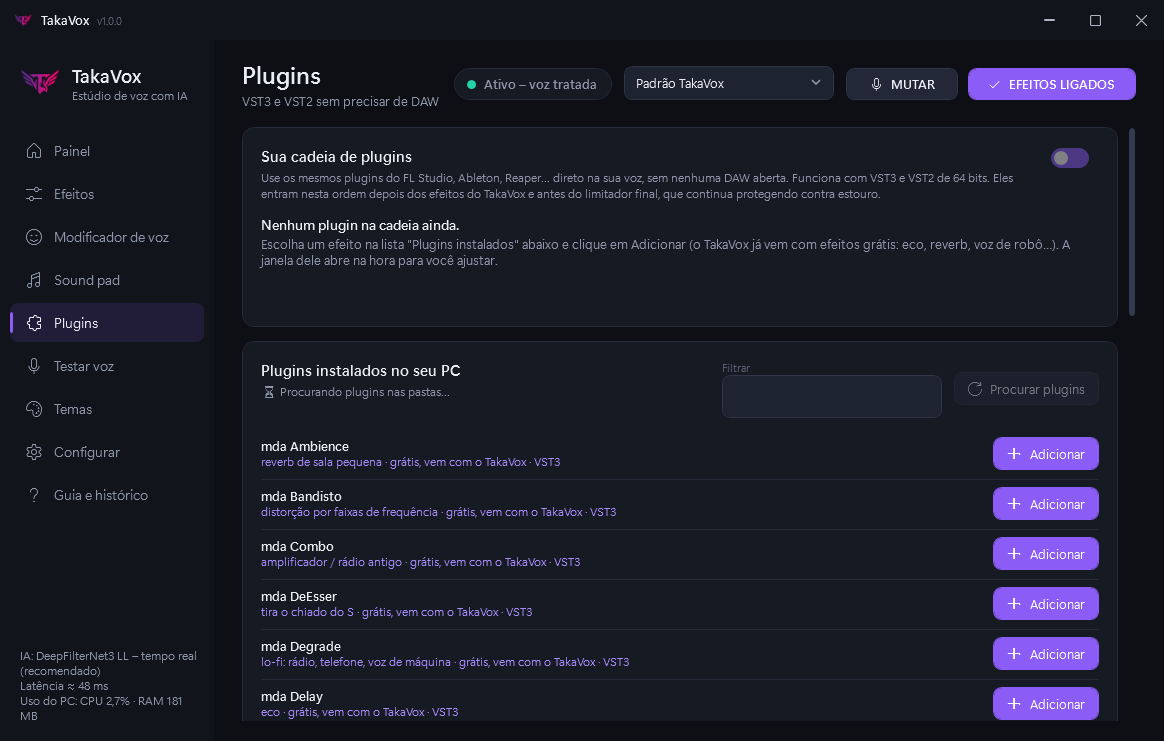 TakaVox v1.0.0
TakaVox
Estúdio de voz com IA
Painel
Efeitos
Modificador de voz
Sound pad
Plugins
Testar voz
Temas
Configurar
Guia e histórico
IA: DeepFilterNet3 LL – tempo real
(recomendado)
Latência ≈ 48 ms
Uso do PC: CPU 2,7% · RAM 181
MB
Plugins
VST3 e VST2 sem precisar de DAW
Ativo – voz tratada
Padrão TakaVox
MUTAR
EFEITOS LIGADOS
Sua cadeia de plugins
Use os mesmos plugins do FL Studio, Ableton, Reaper... direto na sua voz, sem nenhuma DAW aberta. Funciona com VST3 e VST2 de 64 bits. Eles
entram nesta ordem depois dos efeitos do TakaVox e antes do limitador final, que continua protegendo contra estouro.
Nenhum plugin na cadeia ainda.
Escolha um efeito na lista "Plugins instalados" abaixo e clique em Adicionar (o TakaVox já vem com efeitos grátis: eco, reverb, voz de robô...). A
janela dele abre na hora para você ajustar.
Plugins instalados no seu PC
Procurando plugins nas pastas...
Filtrar
Procurar plugins
mda Ambience
reverb de sala pequena · grátis, vem com o TakaVox · VST3
Adicionar
mda Bandisto
distorção por faixas de frequência · grátis, vem com o TakaVox · VST3
Adicionar
mda Combo
amplificador / rádio antigo · grátis, vem com o TakaVox · VST3
Adicionar
mda DeEsser
tira o chiado do S · grátis, vem com o TakaVox · VST3
Adicionar
mda Degrade
lo-fi: rádio, telefone, voz de máquina · grátis, vem com o TakaVox · VST3
Adicionar
mda Delay
eco · grátis, vem com o TakaVox · VST3
Adicionar